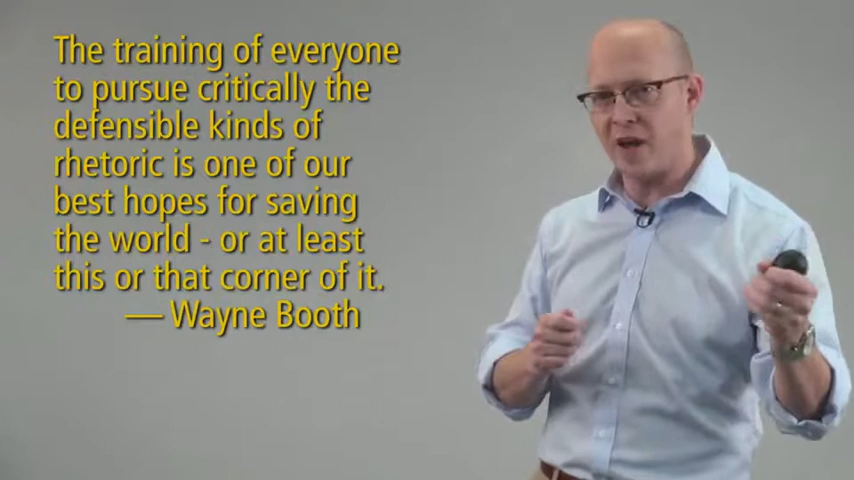 The training of everyone
to pursue critically the
defensible kinds of
rhetoric is one of our
best hopes for saving
the world - or at least
this or that corner of it.
— Wayne Booth